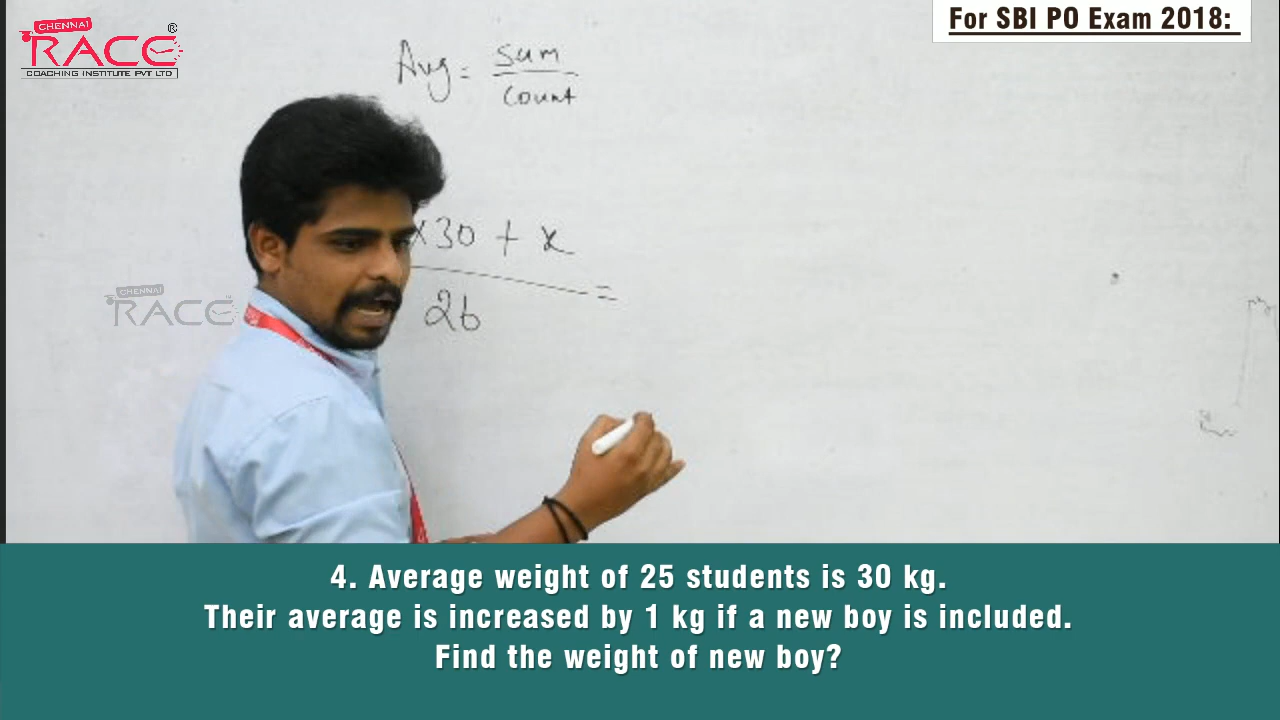 CHENNAI
RACE®
COACHING INSTITUTE PVT LTD
For SBI PO Exam 2018:
Avg = sum
count
x30 + x
=
26
CHENNAI
RACE
4. Average weight of 25 students is 30 kg.
Their average is increased by 1 kg if a new boy is included.
Find the weight of new boy?